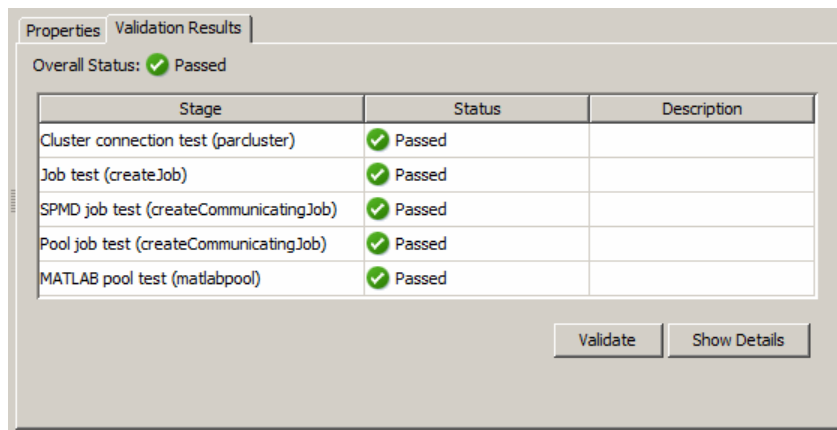 Properties Validation Results
Overall Status: Passed
Stage Status Description
Cluster connection test (parcluster) Passed
Job test (createJob) Passed
SPMD job test (createCommunicatingJob) Passed
Pool job test (createCommunicatingJob) Passed
MATLAB pool test (matlabpool) Passed
Validate Show Details